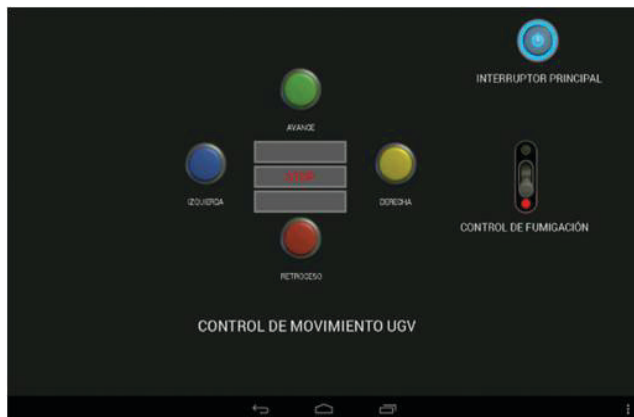 INTERRUPTOR PRINCIPAL
AVANCE
STOP
IZQUIERDA
DERECHA
CONTROL DE FUMIGACIÓN
RETROCESO
CONTROL DE MOVIMIENTO UGV